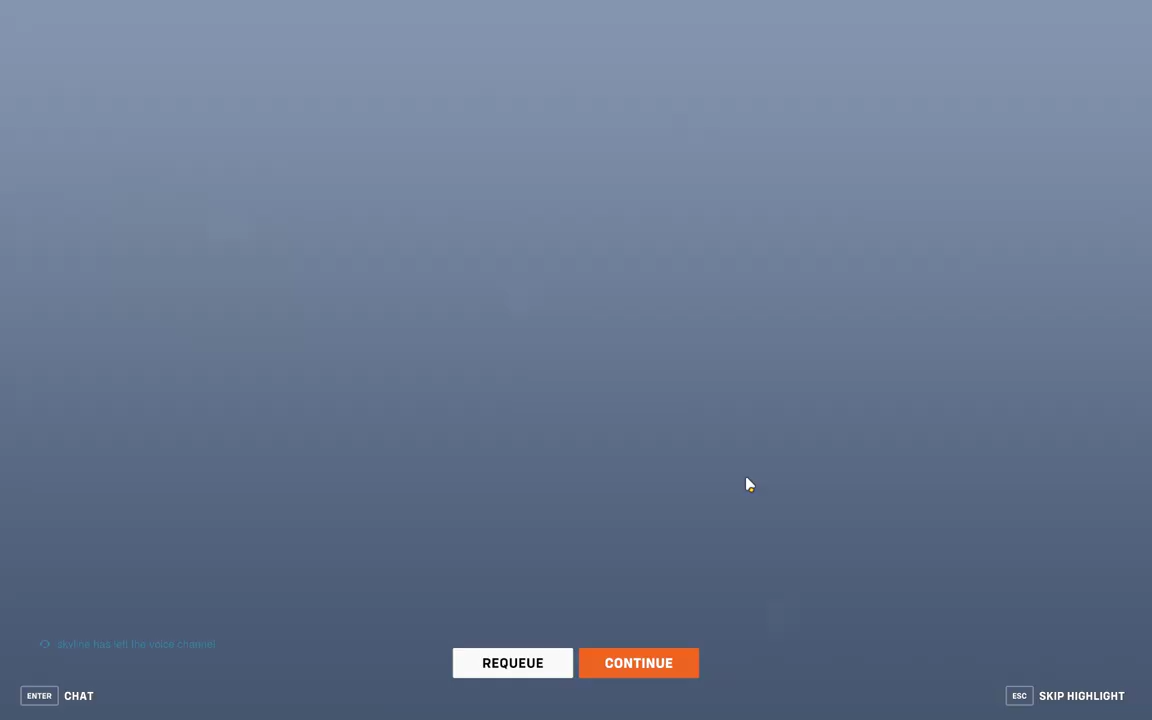 skyline has left the voice channel
REQUEUE
CONTINUE
ENTER
CHAT
ESC
SKIP HIGHLIGHT